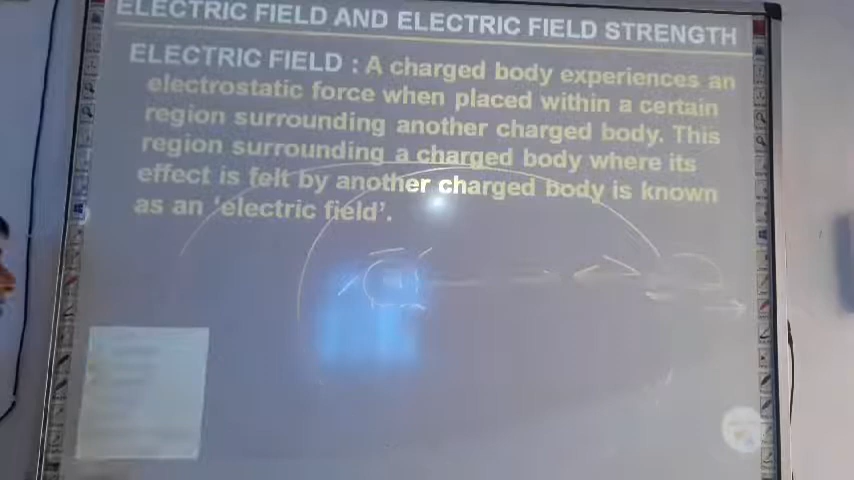 ELECTRIC FIELD AND ELECTRIC FIELD STRENGTH
ELECTRIC FIELD : A charged body experiences an
electrostatic force when placed within a certain
region surrounding another charged body. This
region surrounding a charged body where its
effect is felt by another charged body is known
as an ‘electric field’.